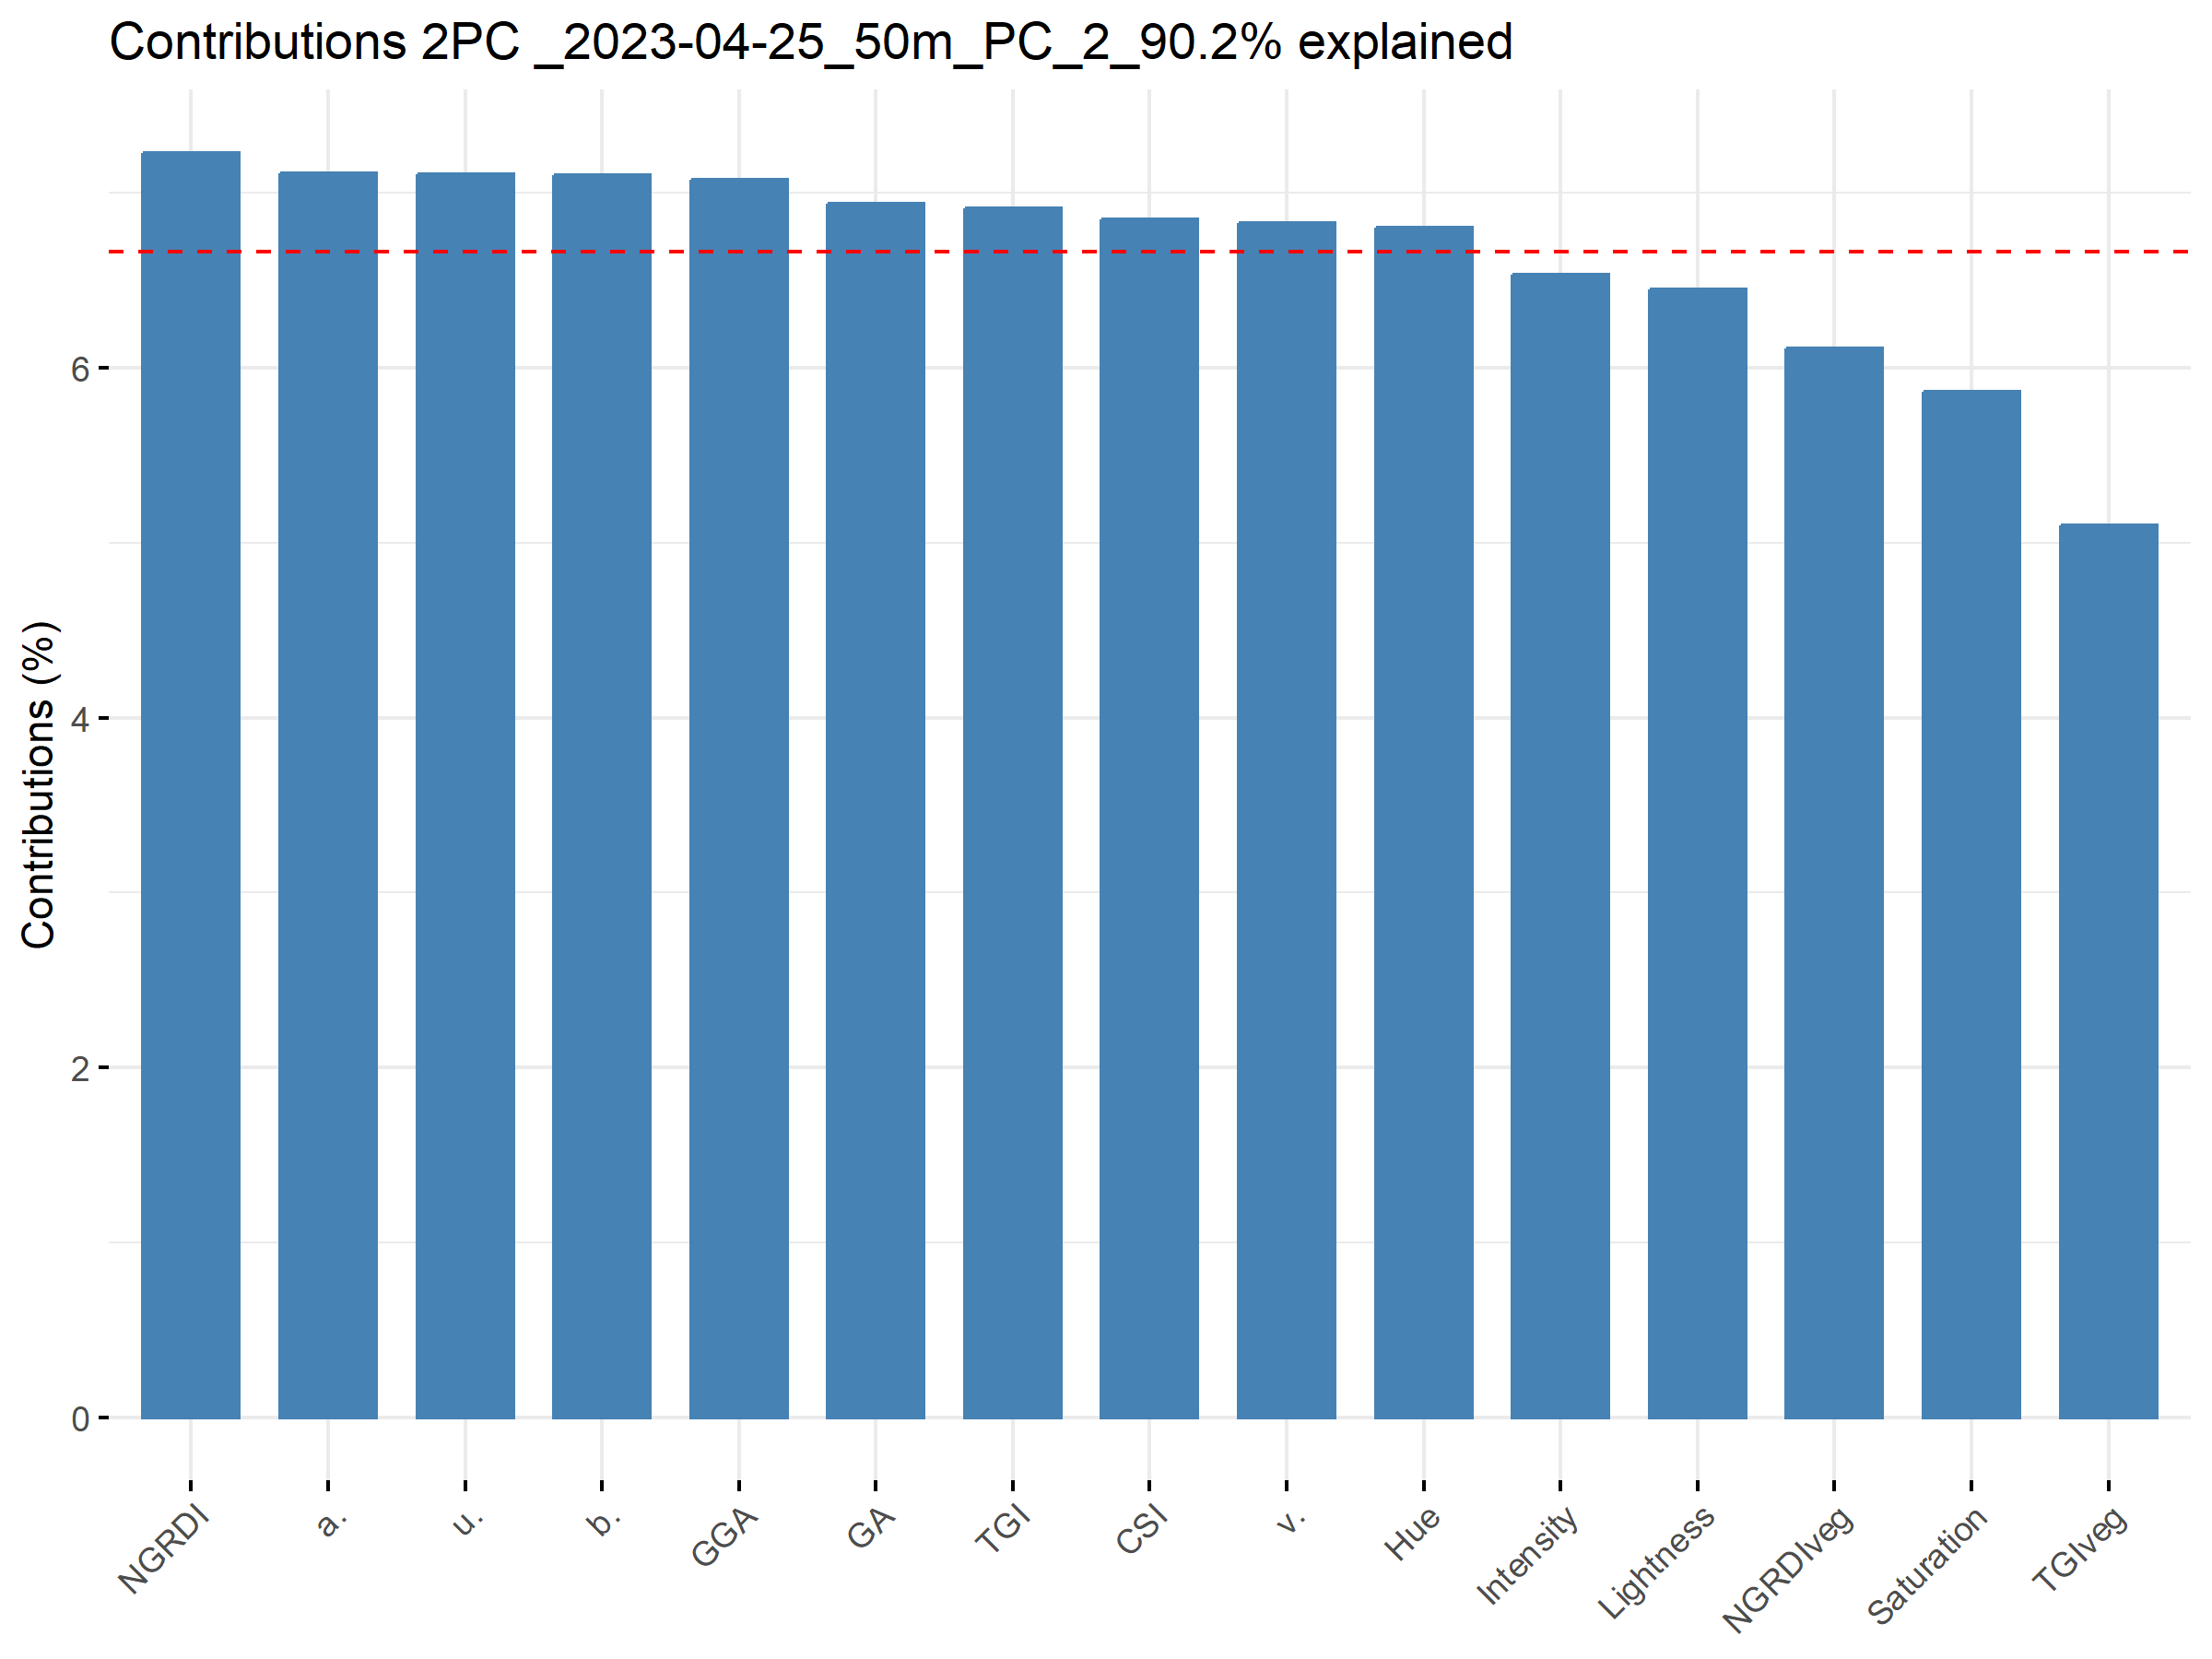 Contributions 2PC _2023-04-25_50m_PC_2_90.2% explained
Contributions (%)
6
4
2
0
NGRDI
a.
u.
b.
GGA
GA
TGI
CSI
v.
Hue
Intensity
Lightness
NGRDIveg
Saturation
TGIveg